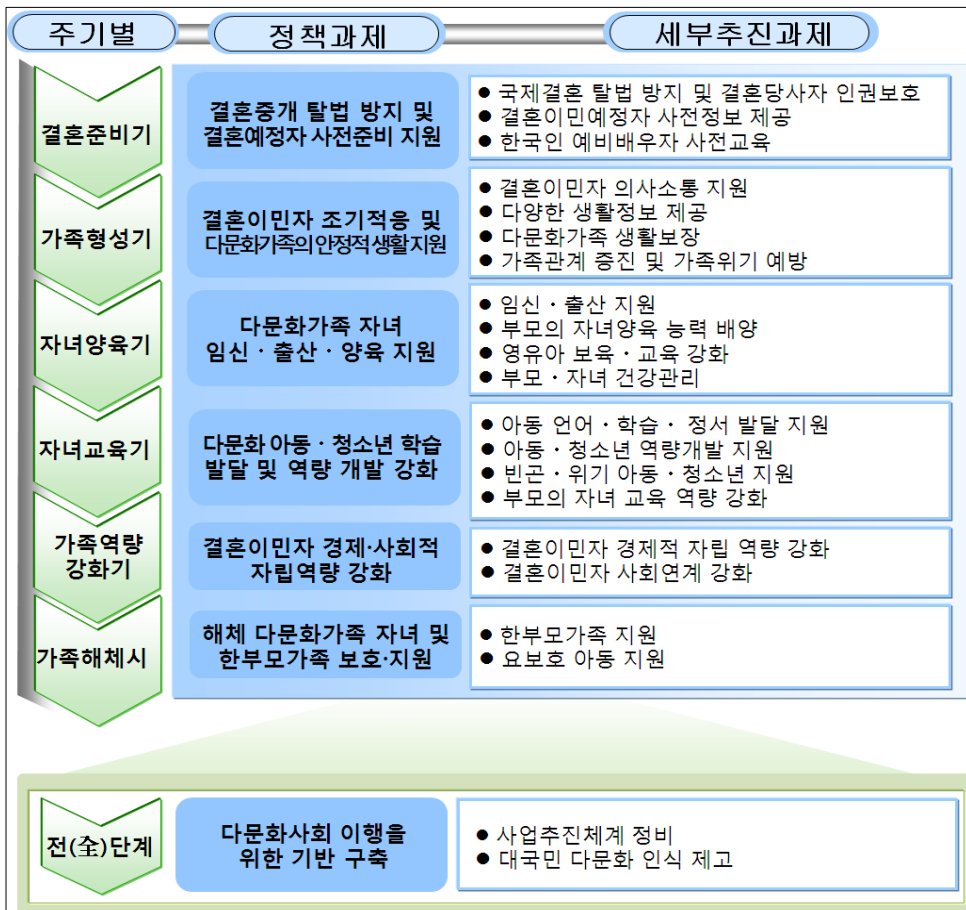 주기별 정책과제 세부추진과제
결혼준비기
결혼중개 탈법 방지 및
결혼예정자 사전준비 지원
● 국제결혼 탈법 방지 및 결혼당사자 인권보호
● 결혼이민예정자 사전정보 제공
● 한국인 예비배우자 사전교육
가족형성기
결혼이민자 조기적응 및
다문화가족의 안정적 생활 지원
● 결혼이민자 의사소통 지원
● 다양한 생활정보 제공
● 다문화가족 생활보장
● 가족관계 증진 및 가족위기 예방
자녀양육기
다문화가족 자녀
임신・출산・양육 지원
● 임신・출산 지원
● 부모의 자녀양육 능력 배양
● 영유아 보육・교육 강화
● 부모・자녀 건강관리
자녀교육기
다문화 아동・청소년 학습
발달 및 역량 개발 강화
● 아동 언어・학습・ 정서 발달 지원
● 아동・청소년 역량개발 지원
● 빈곤・위기 아동・청소년 지원
● 부모의 자녀 교육 역량 강화
가족역량
강화기
결혼이민자 경제·사회적
자립역량 강화
● 결혼이민자 경제적 자립 역량 강화
● 결혼이민자 사회연계 강화
가족해체시
해체 다문화가족 자녀 및
한부모가족 보호·지원
● 한부모가족 지원
● 요보호 아동 지원
전(全)단계
다문화사회 이행을
위한 기반 구축
● 사업추진체계 정비
● 대국민 다문화 인식 제고